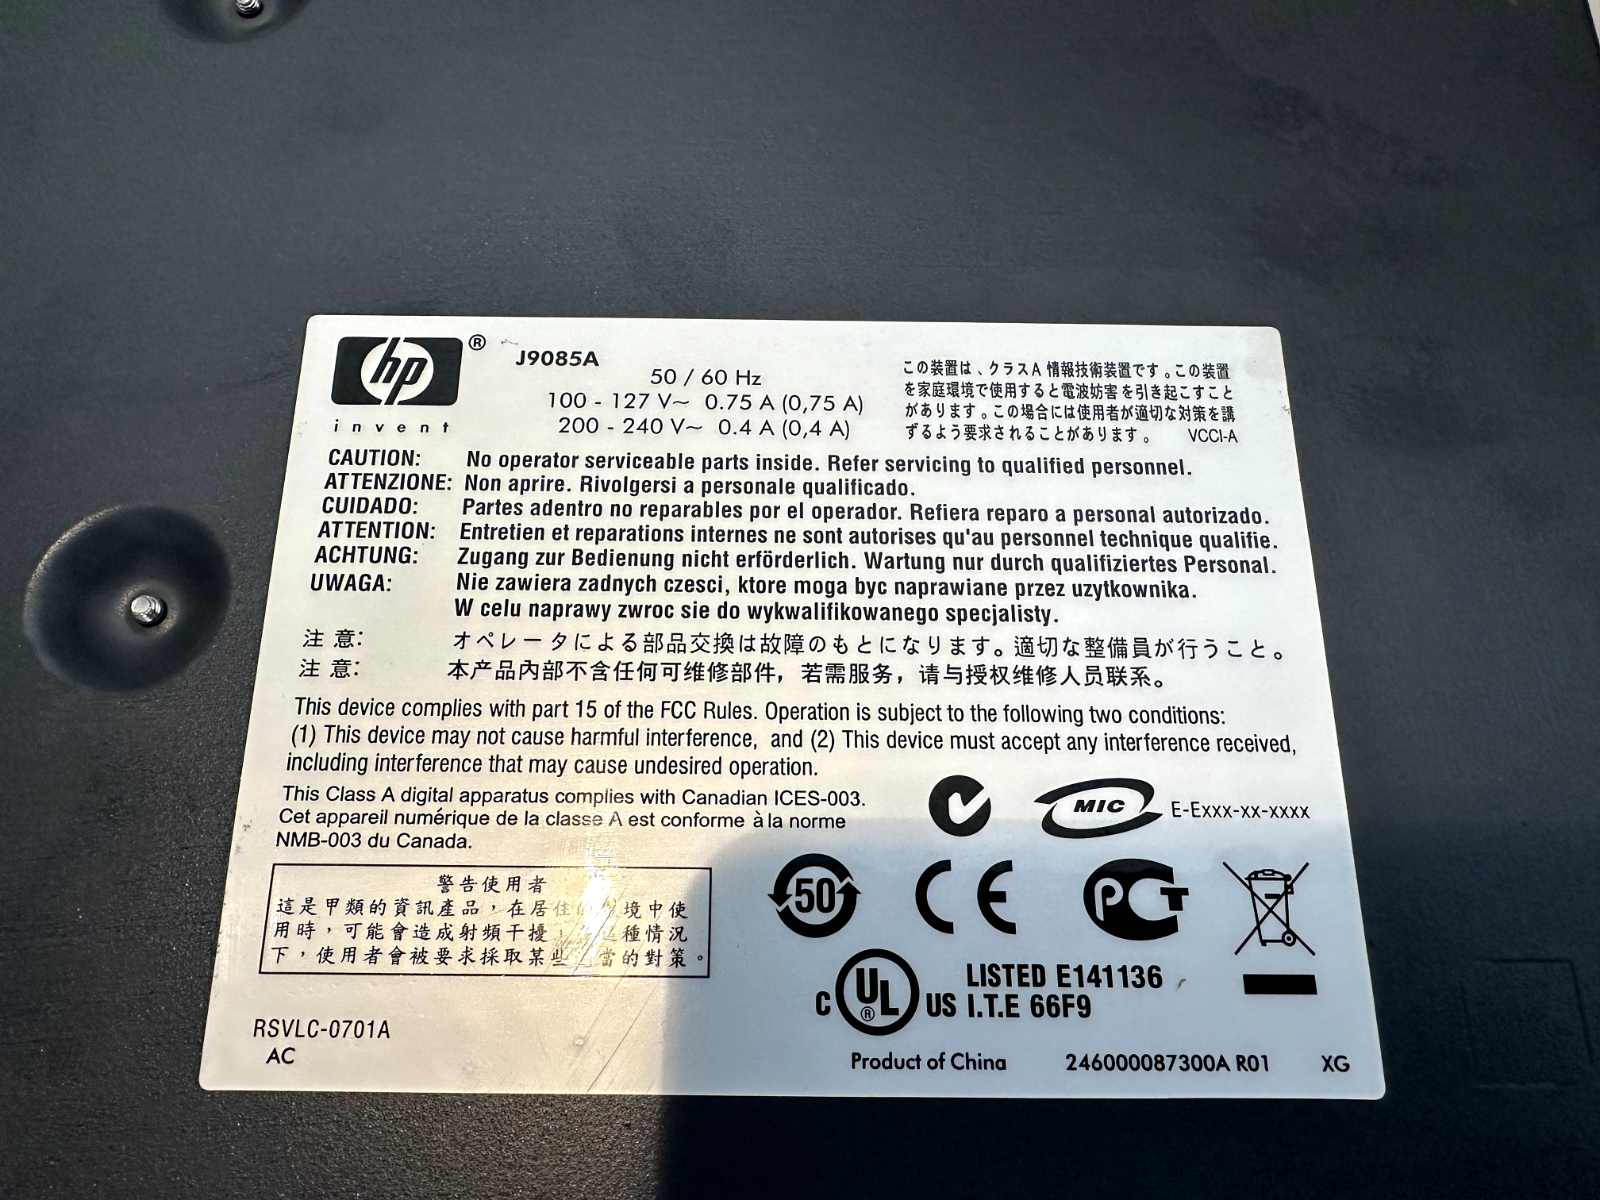 hp ®
invent
J9085A
50 / 60 Hz
100 - 127 V~ 0.75 A (0,75 A)
200 - 240 V~ 0.4 A (0,4 A)
この装置は、クラスA 情報技術装置です。この装置
を家庭環境で使用すると電波妨害を引き起こすこと
があります。この場合には使用者が適切な対策を講
ずるよう要求されることがあります。 VCCI-A
CAUTION: No operator serviceable parts inside. Refer servicing to qualified personnel.
ATTENZIONE: Non aprire. Rivolgersi a personale qualificado.
CUIDADO: Partes adentro no reparables por el operador. Refiera reparo a personal autorizado.
ATTENTION: Entretien et reparations internes ne sont autorises qu'au personnel technique qualifie.
ACHTUNG: Zugang zur Bedienung nicht erförderlich. Wartung nur durch qualifiziertes Personal.
UWAGA: Nie zawiera zadnych czesci, ktore moga byc naprawiane przez uzytkownika.
W celu naprawy zwroc sie do wykwalifikowanego specjalisty.
注 意: オペレータによる部品交換は故障のもとになります。適切な整備員が行うこと。
注 意: 本产品内部不含任何可维修部件，若需服务，请与授权维修人员联系。
This device complies with part 15 of the FCC Rules. Operation is subject to the following two conditions:
(1) This device may not cause harmful interference, and (2) This device must accept any interference received,
including interference that may cause undesired operation.
This Class A digital apparatus complies with Canadian ICES-003.
Cet appareil numérique de la classe A est conforme à la norme
NMB-003 du Canada.
MIC E-Exxx-xx-xxxx
警告使用者
這是甲類的資訊產品，在居住 境中使
用時，可能會造成射頻干擾， 種情況
下，使用者會被要求採取某些 當的對策。
50 CE PCT
C UL ® US LISTED E141136
I.T.E 66F9
RSVLC-0701A
AC
Product of China 246000087300A R01 XG